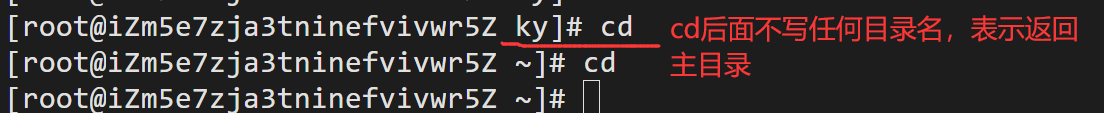 [root@iZm5e7zja3tninefvivwr5Z ky]# cd
cd后面不写任何目录名，表示返回
主目录
[root@iZm5e7zja3tninefvivwr5Z ~]# cd
[root@iZm5e7zja3tninefvivwr5Z ~]#